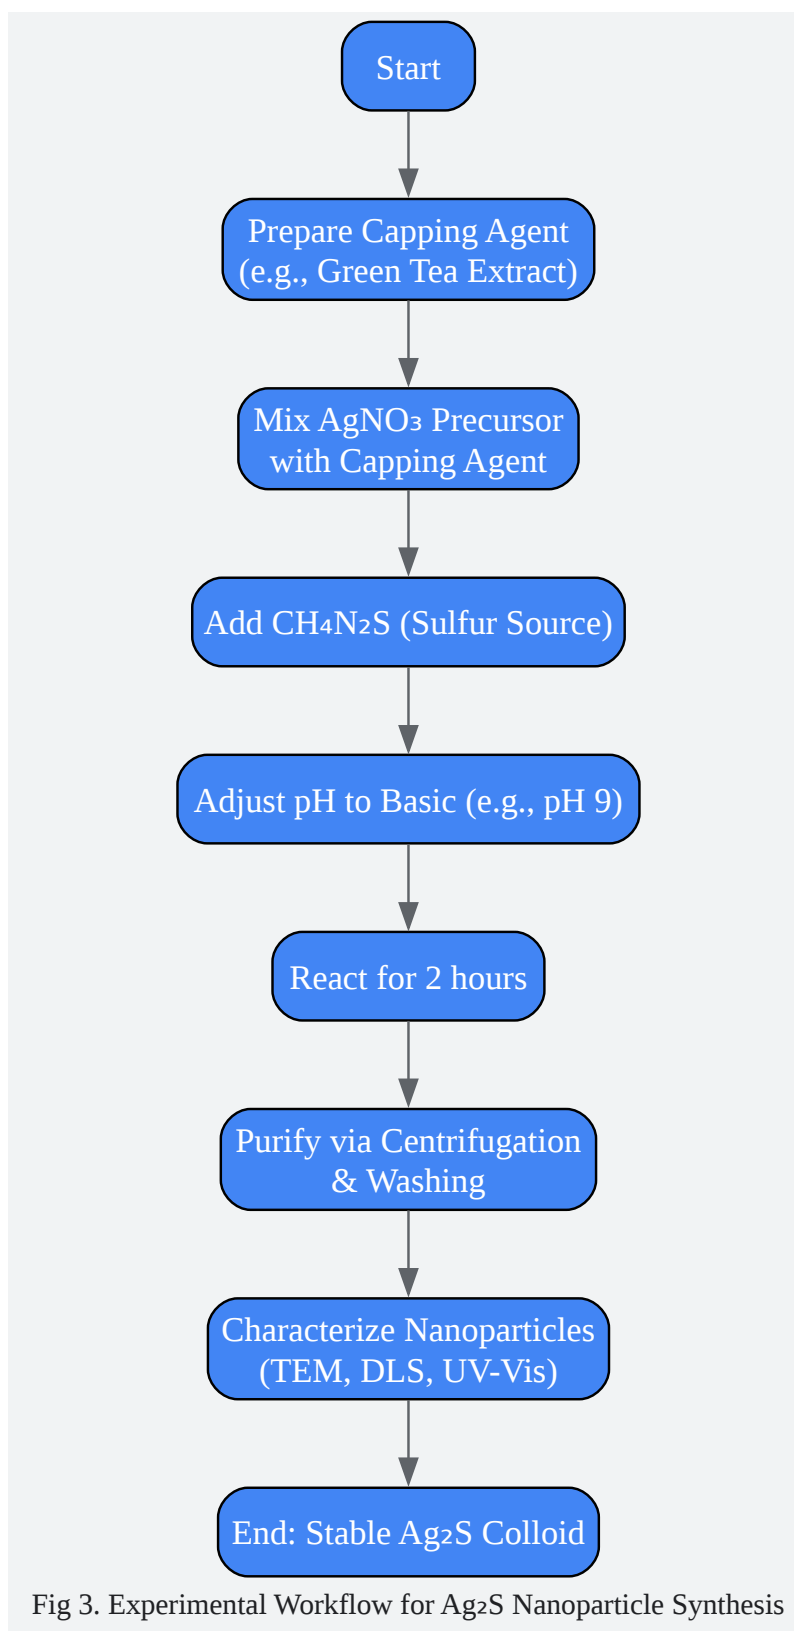 Start
Prepare Capping Agent
(e.g., Green Tea Extract)
Mix AgNO₃ Precursor
with Capping Agent
Add CH₄N₂S (Sulfur Source)
Adjust pH to Basic (e.g., pH 9)
React for 2 hours
Purify via Centrifugation
& Washing
Characterize Nanoparticles
(TEM, DLS, UV-Vis)
End: Stable Ag₂S Colloid
Fig 3. Experimental Workflow for Ag₂S Nanoparticle Synthesis